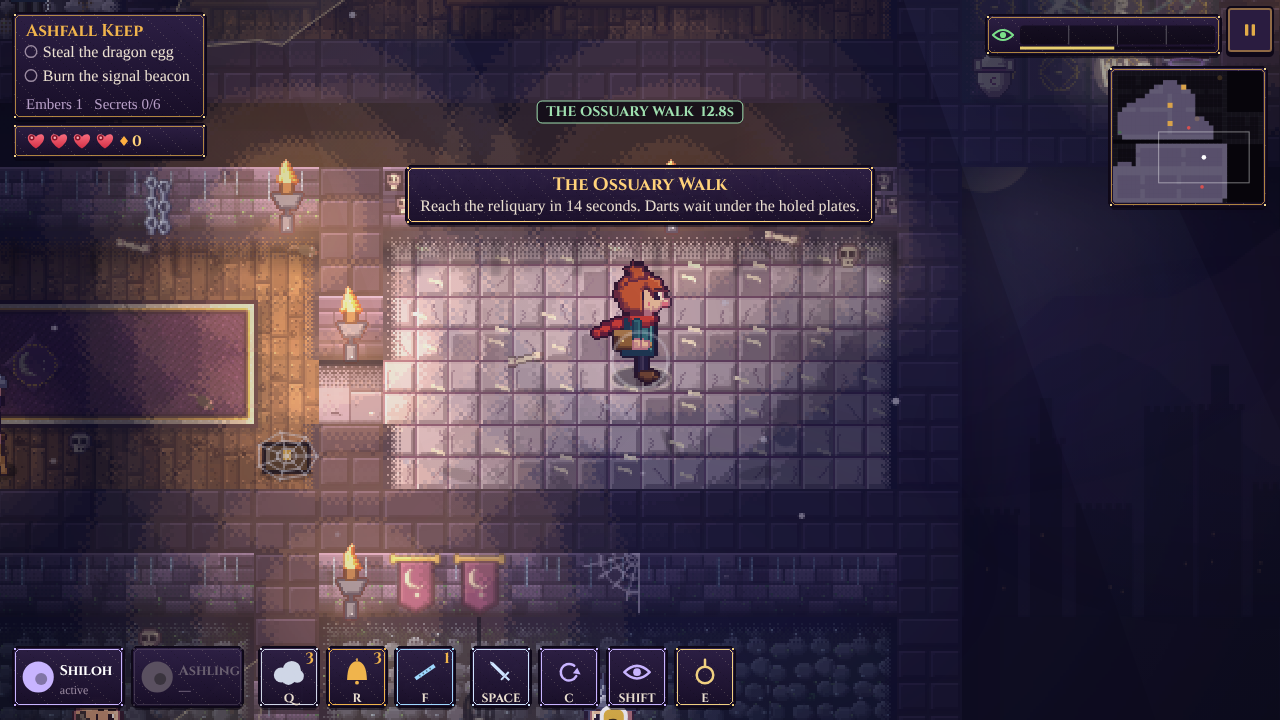 ASHFALL KEEP
Steal the dragon egg
Burn the signal beacon
Embers 1 Secrets 0/6
0
THE OSSUARY WALK 12.8S
THE OSSUARY WALK
Reach the reliquary in 14 seconds. Darts wait under the holed plates.
C
SHILOH
active
ASHLING
—
3
Q
3
R
1
F
SPACE
C
SHIFT
E